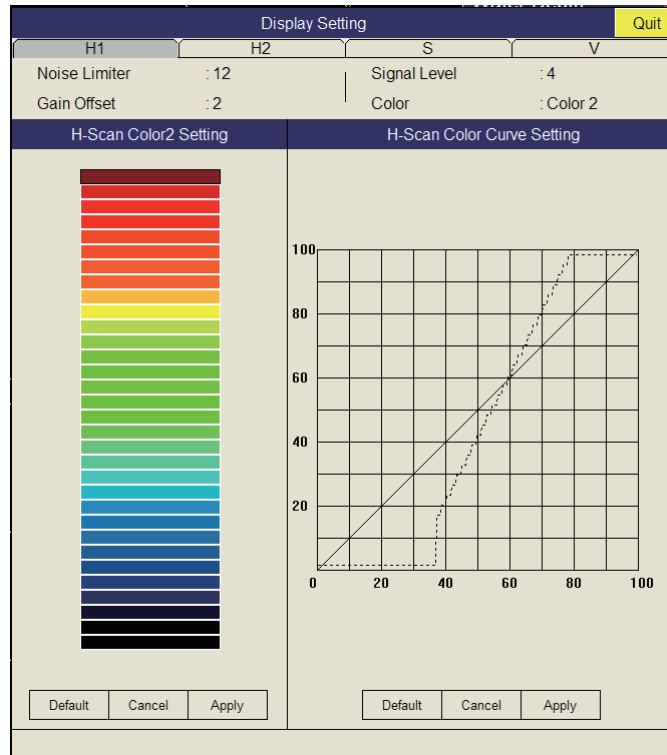 Display Setting
Quit
H1 H2 S V
Noise Limiter : 12 Signal Level : 4
Gain Offset : 2 Color : Color 2
H-Scan Color2 Setting H-Scan Color Curve Setting
100
80
60
40
20
0 20 40 60 80 100
Default Cancel Apply Default Cancel Apply